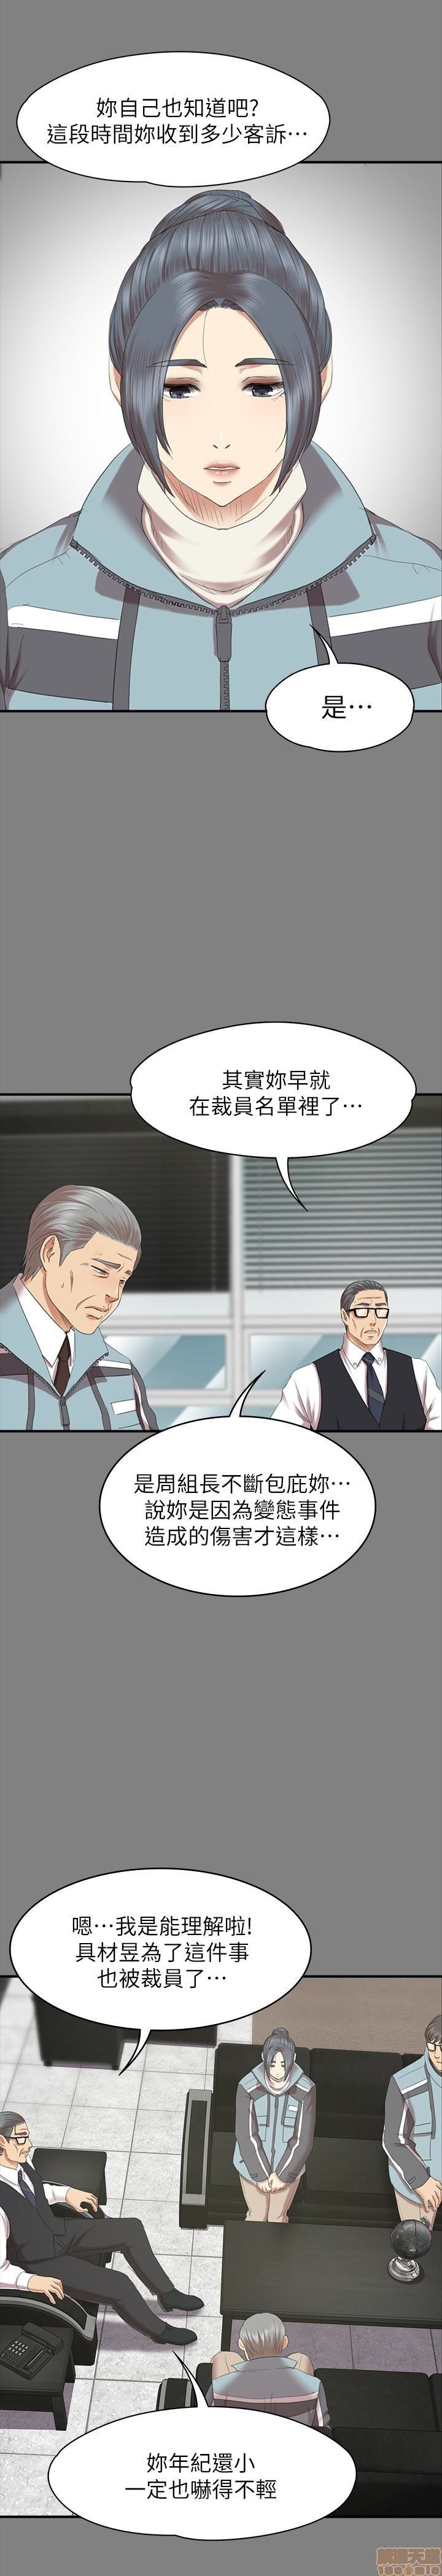 妳自己也知道吧?
這段時間妳收到多少客訴⋯
是⋯
其實妳早就
在裁員名單裡了⋯
是周組長不斷包庇妳⋯
說妳是因為變態事件
造成的傷害才這樣⋯
嗯⋯我是能理解啦!
具材昱為了這件事
也被裁員了⋯
妳年紀還小
一定也嚇得不輕